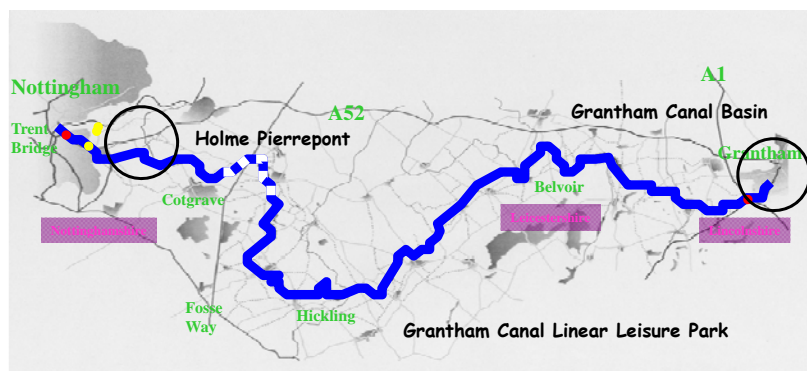 Nottingham
A1
A52
Grantham Canal Basin
Trent
Bridge
Holme Pierrepont
Grantham
Belvoir
Cotgrave
Leicestershire
Nottinghamshire
Lincolnshire
Fosse
Way
Hickling
Grantham Canal Linear Leisure Park